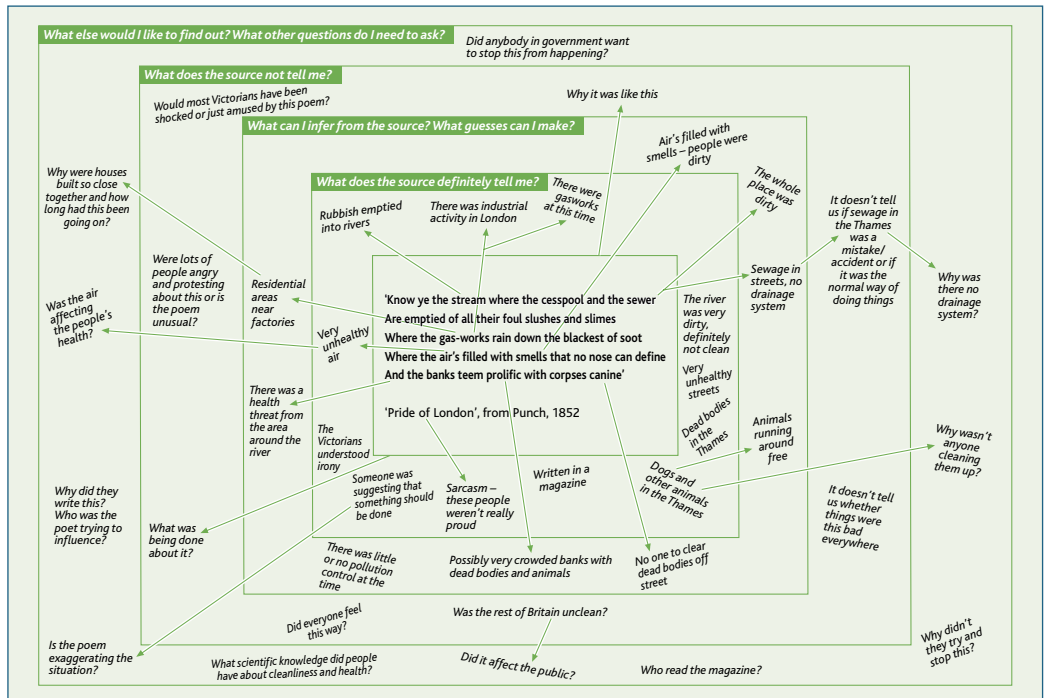 What else would I like to find out? What other questions do I need to ask?
Did anybody in government want
to stop this from happening?
What does the source not tell me?
Would most Victorians have been
shocked or just amused by this poem?
Why it was like this
What can I infer from the source? What guesses can I make?
Air's filled with
smells – people were
dirty
Why were houses
built so close
together and how
long had this been
going on?
What does the source definitely tell me?
Rubbish emptied
into rivers
There was industrial
activity in London
There were
gasworks
at this time
The whole
place was
dirty
It doesn't tell
us if sewage in
the Thames
was a
mistake/
accident or if
it was the
normal way of
doing things
Were lots of
people angry
and protesting
about this or is
the poem
unusual?
Residential
areas
near
factories
Sewage in
streets, no
drainage
system
Why was
there no
drainage
system?
Was the air
affecting
the people's
health?
Very
unhealthy
air
'Know ye the stream where the cesspool and the sewer
Are emptied of all their foul slushes and slimes
Where the gas-works rain down the blackest of soot
Where the air's filled with smells that no nose can define
And the banks teem prolific with corpses canine'
'Pride of London', from Punch, 1852
The river
was very
dirty,
definitely
not clean
Very
unhealthy
streets
Dead bodies
in the
Thames
There was a
health
threat from
the area
around the
river
The
Victorians
understood
irony
Animals
running
around
free
Why wasn't
anyone
cleaning
them up?
Someone was
suggesting that
something should
be done
Sarcasm –
these people
weren't really
proud
Written in a
magazine
Dogs and
other animals
in the Thames
It doesn't tell
us whether
things were
this bad
everywhere
Why did they
write this?
Who was the
poet trying to
influence?
What was
being done
about it?
There was little
or no pollution
control at the
time
Possibly very crowded banks with
dead bodies and animals
No one to clear
dead bodies off
street
Did everyone feel
this way?
Was the rest of Britain unclean?
Is the poem
exaggerating the
situation?
What scientific knowledge did people
have about cleanliness and health?
Did it affect the public?
Who read the magazine?
Why didn't
they try and
stop this?